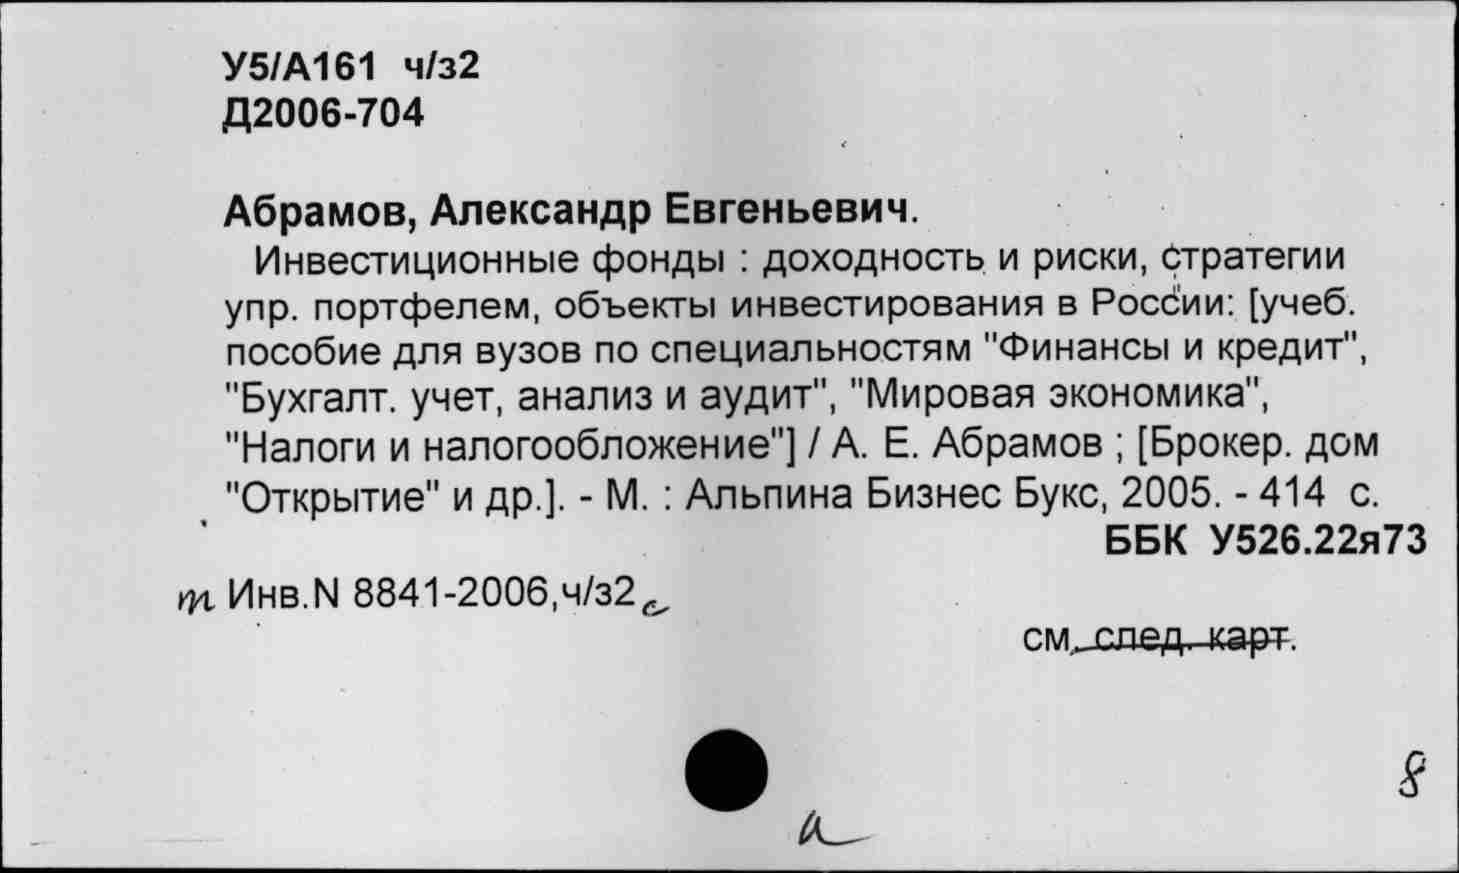 У5/А161 ч/з2
Д2006-704
Абрамов, Александр Евгеньевич.
Инвестиционные фонды : доходность и риски, стратегии
упр. портфелем, объекты инвестирования в России: [учеб.
пособие для вузов по специальностям "Финансы и кредит",
"Бухгалт. учет, анализ и аудит", "Мировая экономика",
"Налоги и налогообложение"] / А. Е. Абрамов ; [Брокер. дом
"Открытие" и др.]. - М. : Альпина Бизнес Букс, 2005. - 414 с.
ББК У526.22я73
Инв.N 8841-2006,ч/з2
см. след. карт.
8